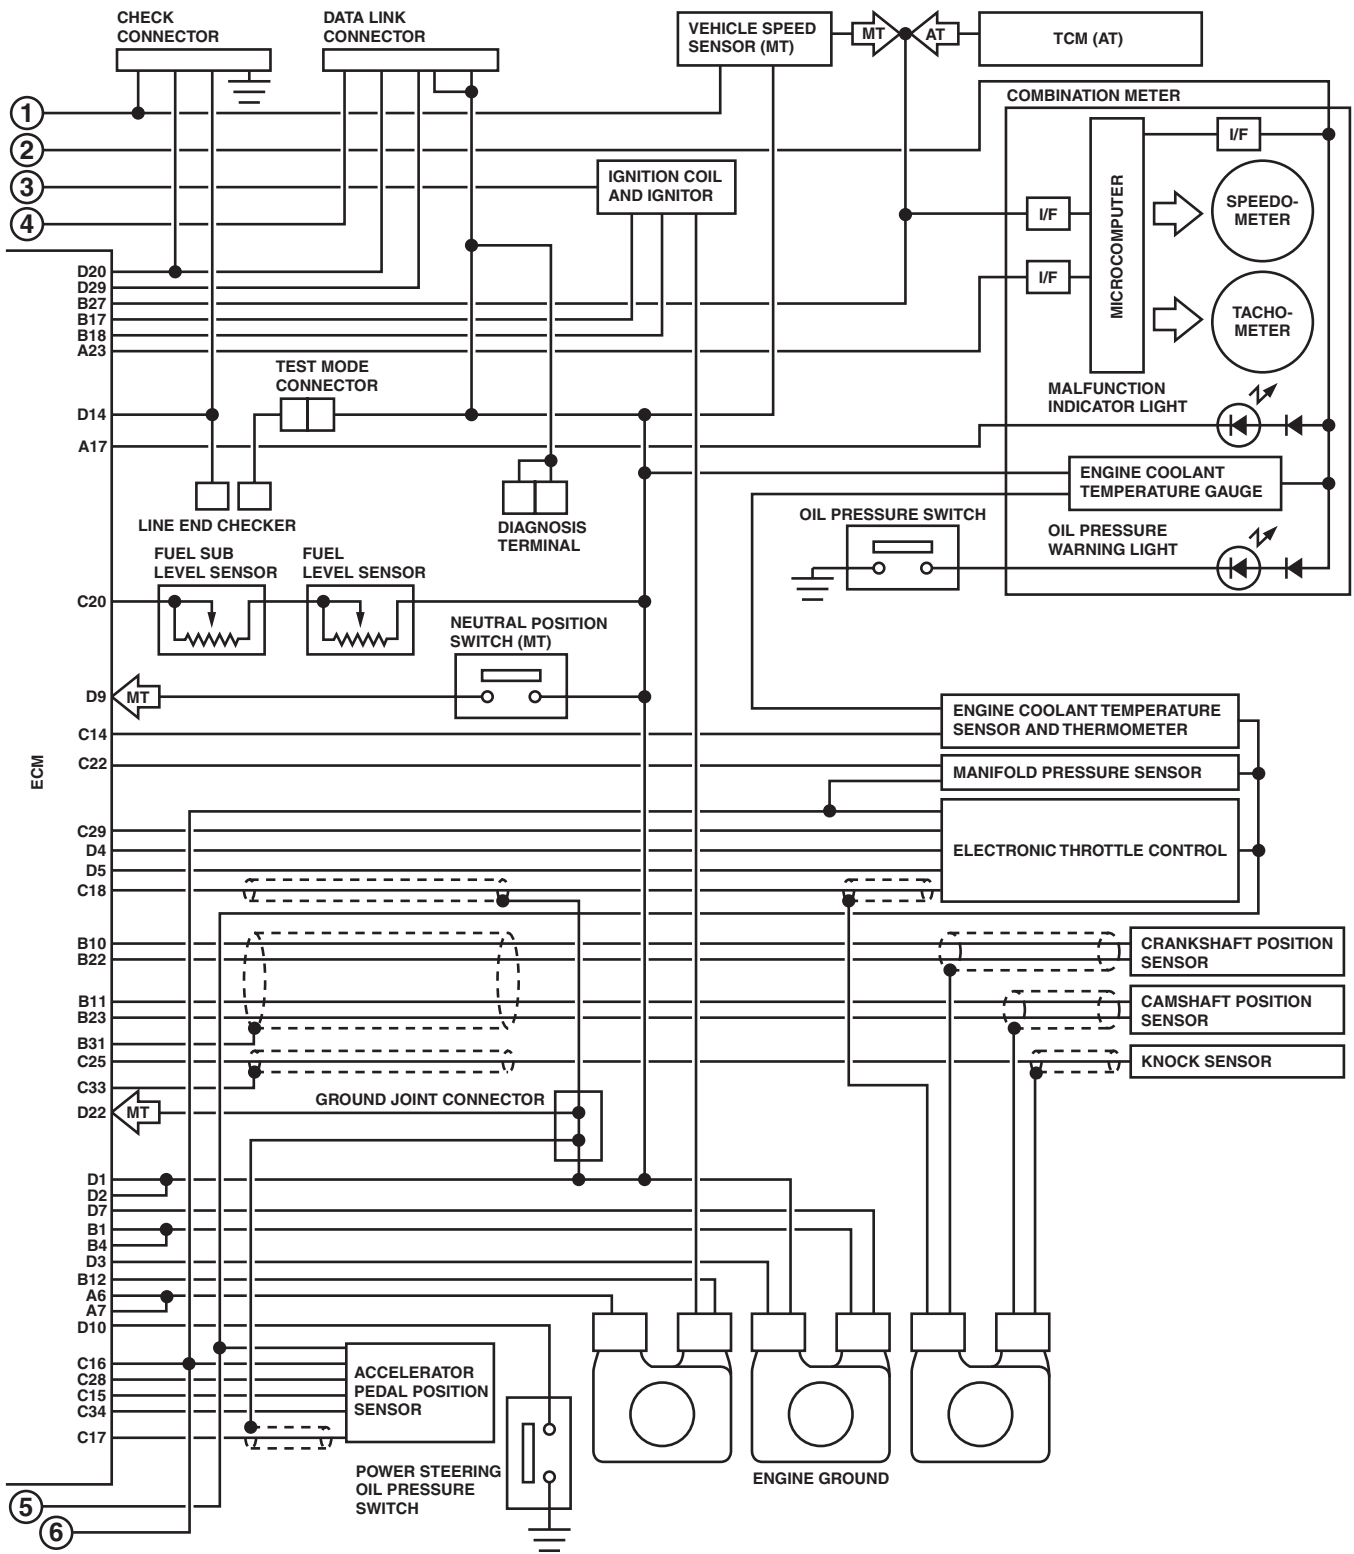 CHECK
CONNECTOR
DATA LINK
CONNECTOR
VEHICLE SPEED
SENSOR (MT)
MT
AT
TCM (AT)
COMBINATION METER
1
2
3
4
IGNITION COIL
AND IGNITOR
I/F
I/F
I/F
MICROCOMPUTER
SPEEDO-
METER
TACHO-
METER
D20
D29
B27
B17
B18
A23
TEST MODE
CONNECTOR
MALFUNCTION
INDICATOR LIGHT
D14
A17
ENGINE COOLANT
TEMPERATURE GAUGE
LINE END CHECKER
DIAGNOSIS
TERMINAL
OIL PRESSURE SWITCH
OIL PRESSURE
WARNING LIGHT
FUEL SUB
LEVEL SENSOR
FUEL
LEVEL SENSOR
C20
NEUTRAL POSITION
SWITCH (MT)
D9
MT
C14
ENGINE COOLANT TEMPERATURE
SENSOR AND THERMOMETER
ECM
C22
MANIFOLD PRESSURE SENSOR
C29
D4
D5
C18
ELECTRONIC THROTTLE CONTROL
B10
B22
CRANKSHAFT POSITION
SENSOR
B11
B23
CAMSHAFT POSITION
SENSOR
B31
C25
KNOCK SENSOR
C33
D22
MT
GROUND JOINT CONNECTOR
D1
D2
D7
B1
B4
D3
B12
A6
A7
D10
C16
C28
C15
C34
C17
ACCELERATOR
PEDAL POSITION
SENSOR
POWER STEERING
OIL PRESSURE
SWITCH
ENGINE GROUND
5
6